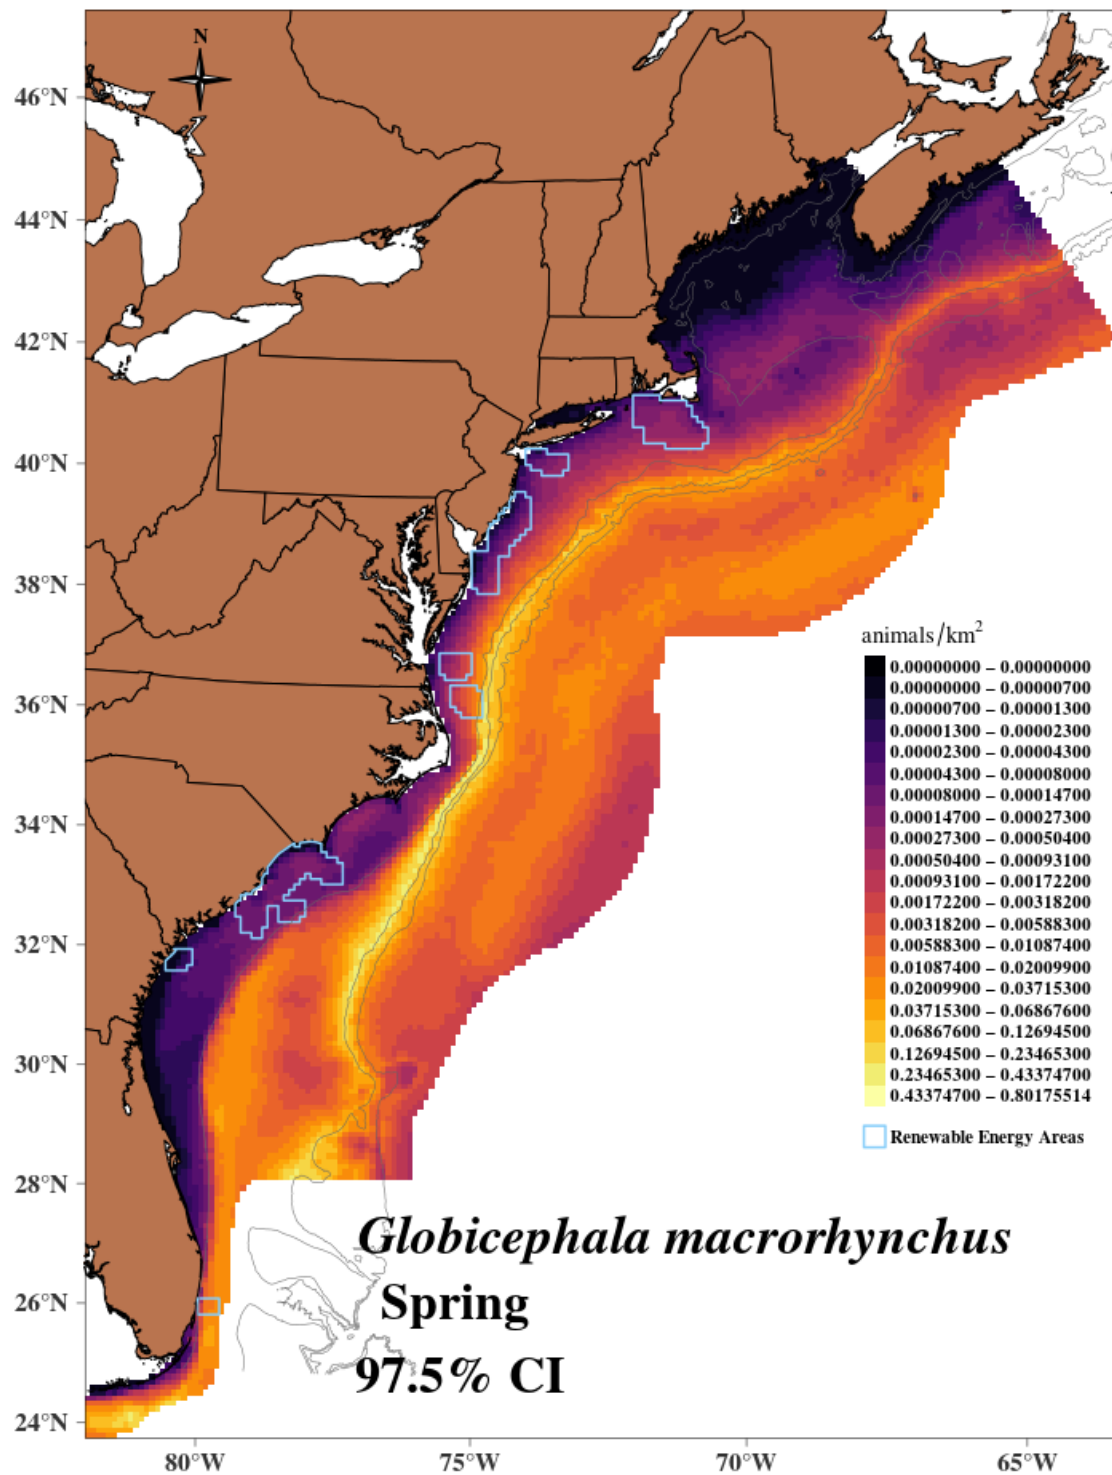 N
46°N
44°N
42°N
40°N
38°N
36°N
34°N
32°N
30°N
28°N
26°N
24°N
80°W
75°W
70°W
65°W
animals/km²
0.00000000 – 0.00000000
0.00000000 – 0.00000700
0.00000700 – 0.00001300
0.00001300 – 0.00002300
0.00002300 – 0.00004300
0.00004300 – 0.00008000
0.00008000 – 0.00014700
0.00014700 – 0.00027300
0.00027300 – 0.00050400
0.00050400 – 0.00093100
0.00093100 – 0.00172200
0.00172200 – 0.00318200
0.00318200 – 0.00588300
0.00588300 – 0.01087400
0.01087400 – 0.02009900
0.02009900 – 0.03715300
0.03715300 – 0.06867600
0.06867600 – 0.12694500
0.12694500 – 0.23465300
0.23465300 – 0.43374700
0.43374700 – 0.80175514
Renewable Energy Areas
Globicephala macrorhynchus
Spring
97.5% CI